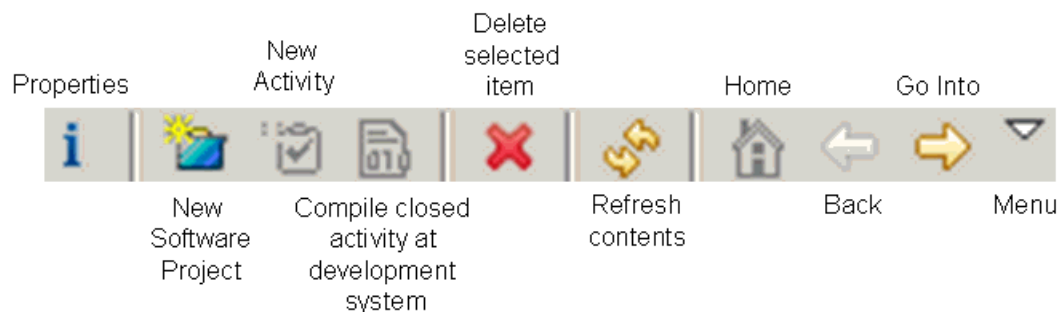 Properties
New
Activity
Delete
selected
item
Home
Go Into
New
Software
Project
Compile closed
activity at
development
system
Refresh
contents
Back
Menu
i
010